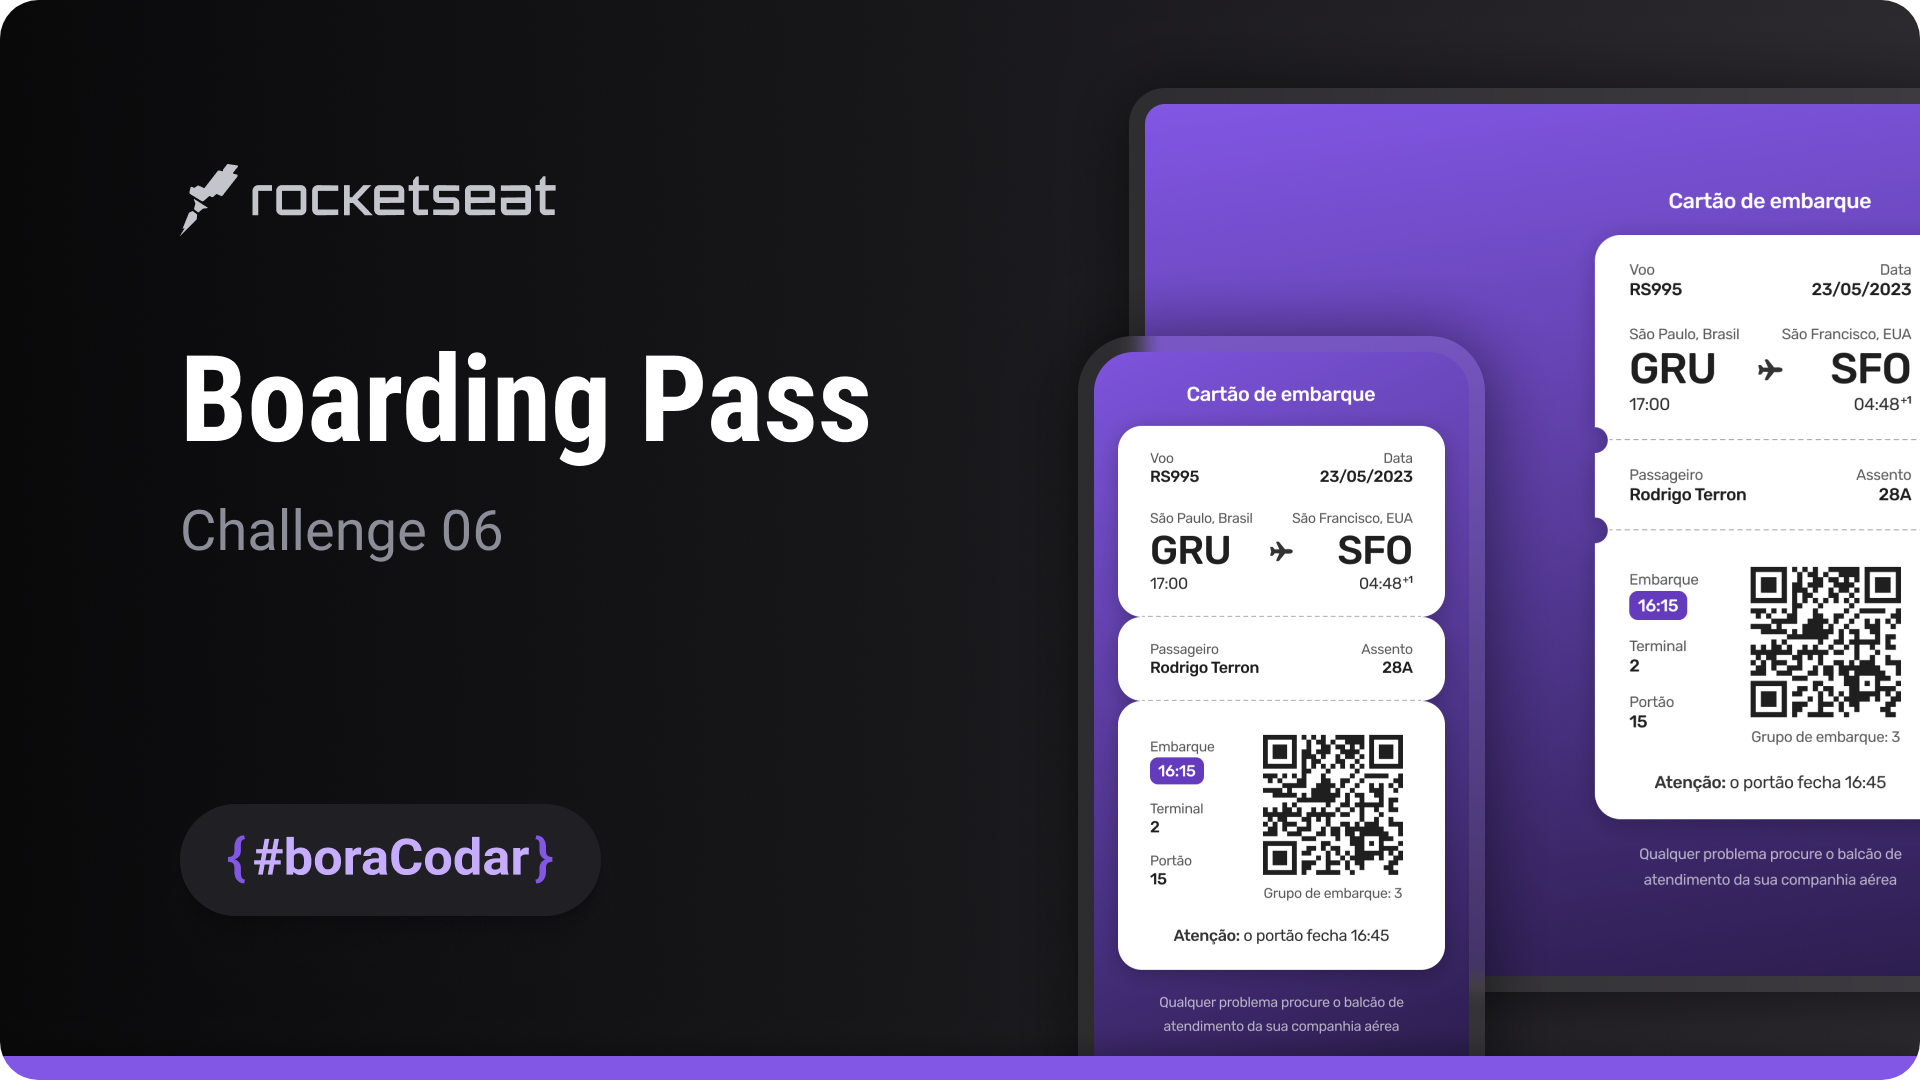 rocketseat
Boarding Pass
Challenge 06
{ #boraCodar }
Cartão de embarque
Voo Data
RS995 23/05/2023
São Paulo, Brasil São Francisco, EUA
GRU SFO
17:00 04:48+1
Passageiro Assento
Rodrigo Terron 28A
Embarque
16:15
Terminal
2
Portão
15
Grupo de embarque: 3
Atenção: o portão fecha 16:45
Qualquer problema procure o balcão de
atendimento da sua companhia aérea
Cartão de embarque
Voo Data
RS995 23/05/2023
São Paulo, Brasil São Francisco, EUA
GRU SFO
17:00 04:48+1
Passageiro Assento
Rodrigo Terron 28A
Embarque
16:15
Terminal
2
Portão
15
Grupo de embarque: 3
Atenção: o portão fecha 16:45
Qualquer problema procure o balcão de
atendimento da sua companhia aérea